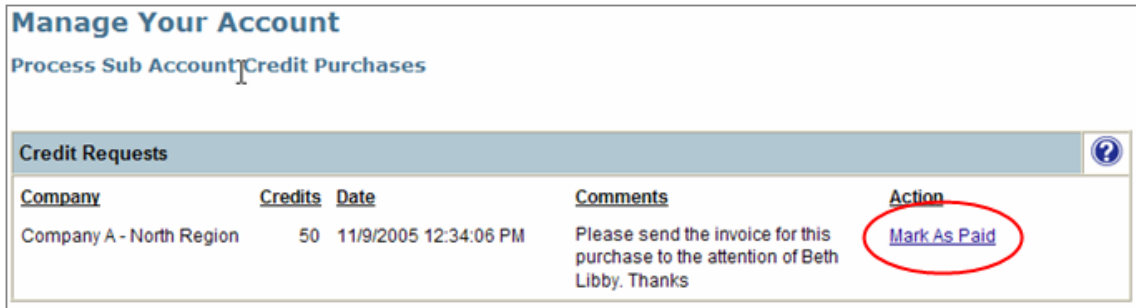 Manage Your Account
Process Sub Account Credit Purchases
Credit Requests
?
Company Credits Date Comments Action
Company A - North Region 50 11/9/2005 12:34:06 PM Please send the invoice for this Mark As Paid
purchase to the attention of Beth
Libby. Thanks